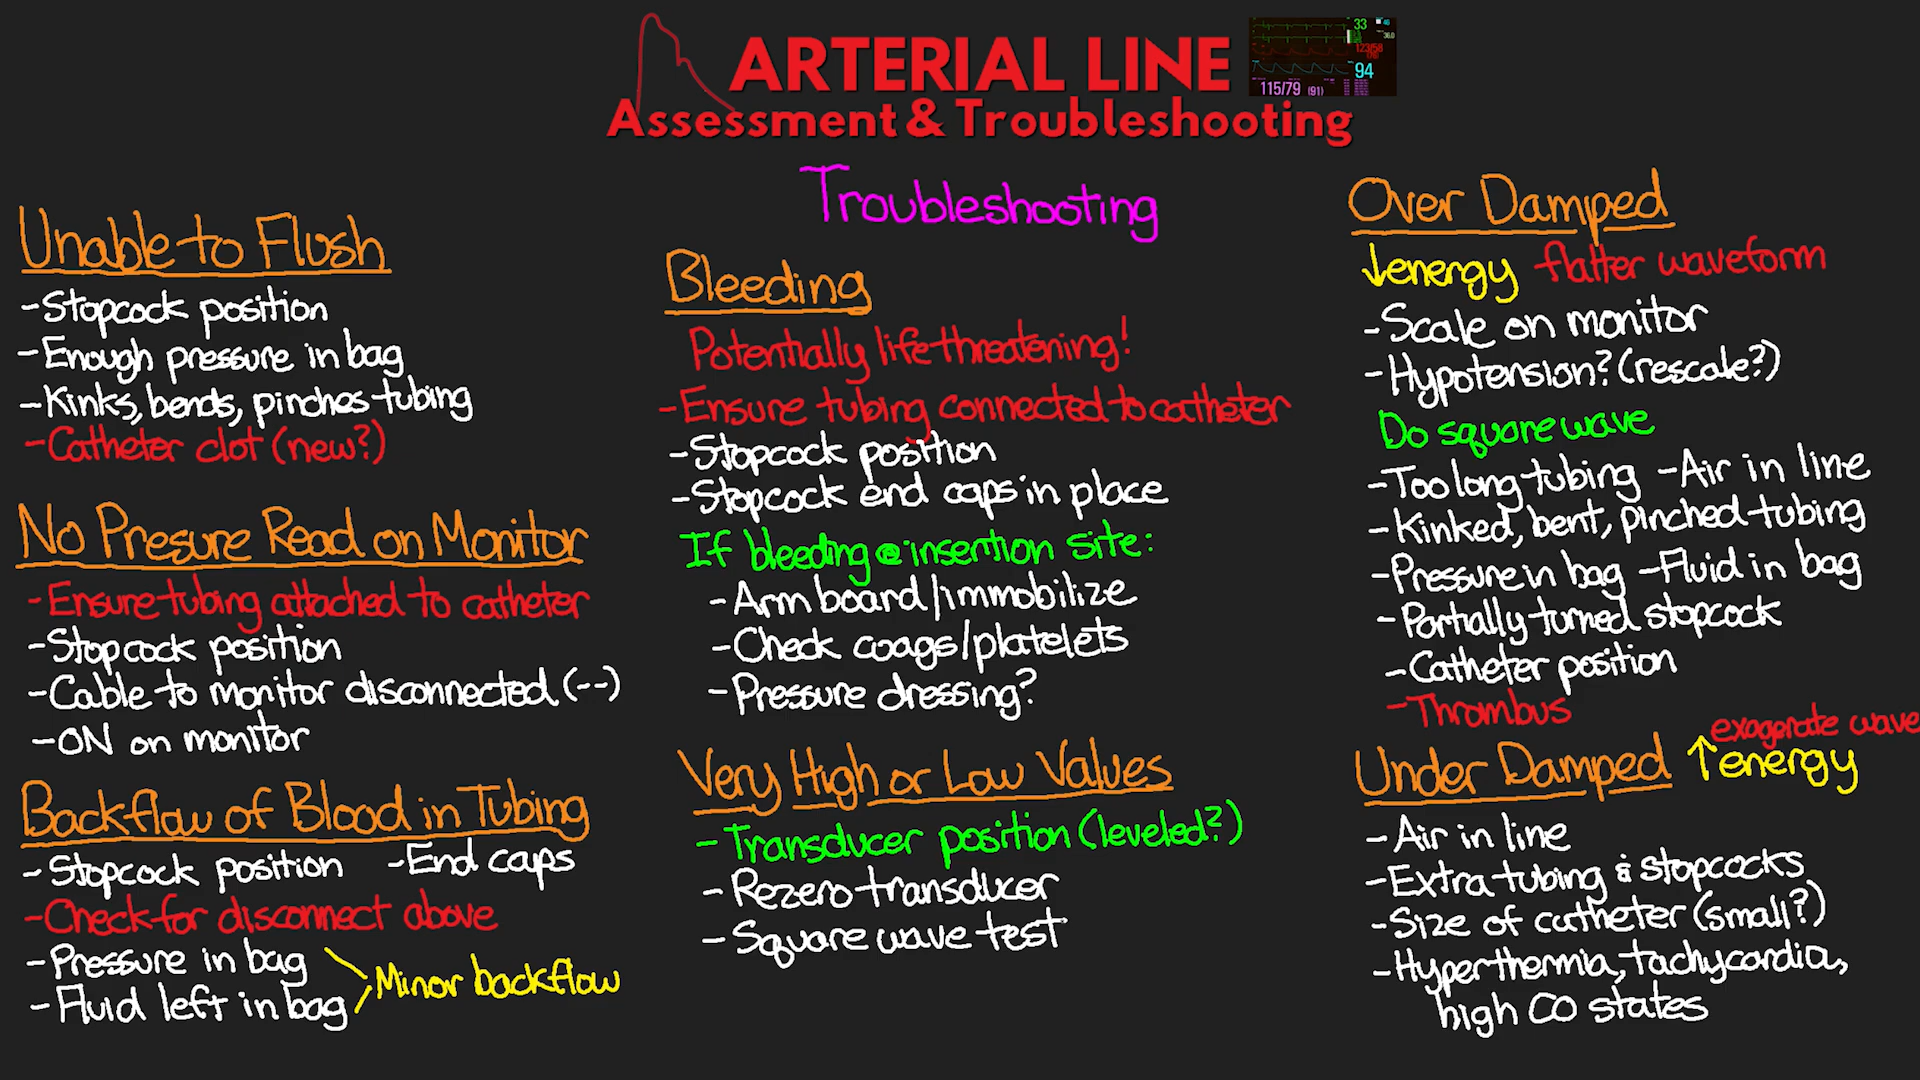 ARTERIAL LINE
Assessment & Troubleshooting
33
46
36.0
123/58
94
115/79 (91)
Troubleshooting
Unable to Flush
-Stopcock position
-Enough pressure in bag
-Kinks, bends, pinches tubing
-Catheter clot (new?)
No Presure Read on Monitor
-Ensure tubing attached to catheter
-Stopcock position
-Cable to monitor disconnected (--)
-ON on monitor
Backflow of Blood in Tubing
-Stopcock position -End caps
-Check for disconnect above
-Pressure in bag
-Fluid left in bag
Minor backflow
Bleeding
Potentially life threatening!
-Ensure tubing connected to catheter
-Stopcock position
-Stopcock end caps in place
If bleeding @ insertion site:
-Arm board/immobilize
-Check coags/platelets
-Pressure dressing?
Very High or Low Values
-Transducer position (leveled?)
-Rezero transducer
-Square wave test
Over Damped
↓energy flatter waveform
-Scale on monitor
-Hypotension? (rescale?)
Do square wave
-Too long tubing -Air in line
-Kinked, bent, pinched tubing
-Pressure in bag -Fluid in bag
-Partially turned stopcock
-Catheter position
-Thrombus
exagerate wave
Under Damped ↑energy
-Air in line
-Extra tubing & stopcocks
-Size of catheter (small?)
-Hyperthermia, tachycardia,
high CO states